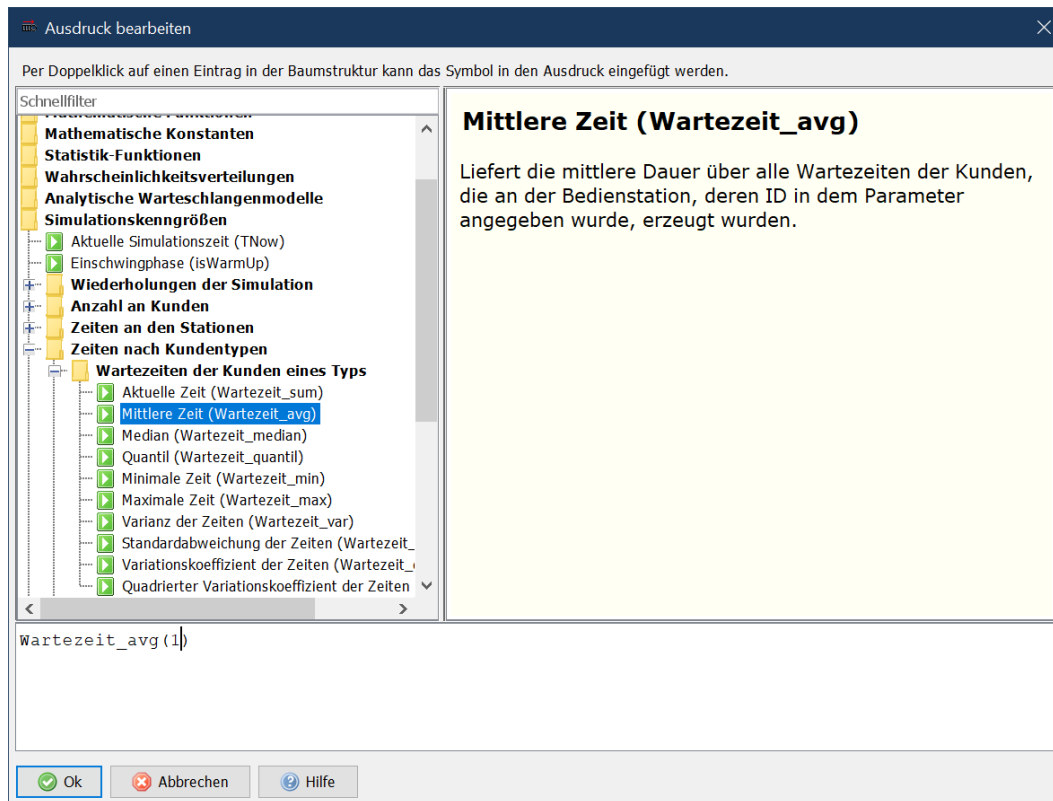 Ausdruck bearbeiten
Per Doppelklick auf einen Eintrag in der Baumstruktur kann das Symbol in den Ausdruck eingefügt werden.
Schnellfilter
Mathematische Funktionen
Mathematische Konstanten
Statistik-Funktionen
Wahrscheinlichkeitsverteilungen
Analytische Warteschlangenmodelle
Simulationskenngrößen
Aktuelle Simulationszeit (TNow)
Einschwingphase (isWarmUp)
Wiederholungen der Simulation
Anzahl an Kunden
Zeiten an den Stationen
Zeiten nach Kundentypen
Wartezeiten der Kunden eines Typs
Aktuelle Zeit (Wartezeit_sum)
Mittlere Zeit (Wartezeit_avg)
Median (Wartezeit_median)
Quantil (Wartezeit_quantil)
Minimale Zeit (Wartezeit_min)
Maximale Zeit (Wartezeit_max)
Varianz der Zeiten (Wartezeit_var)
Standardabweichung der Zeiten (Wartezeit_
Variationskoeffizient der Zeiten (Wartezeit_
Quadrierter Variationskoeffizient der Zeiten
Mittlere Zeit (Wartezeit_avg)
Liefert die mittlere Dauer über alle Wartezeiten der Kunden,
die an der Bedienstation, deren ID in dem Parameter
angegeben wurde, erzeugt wurden.
Wartezeit_avg(1)
Ok
Abbrechen
Hilfe